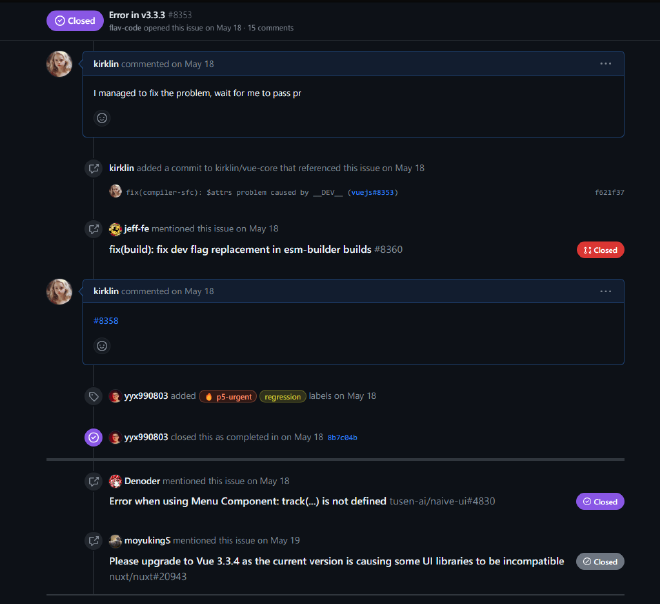 Closed
Error in v3.3.3 #8353
flav-code opened this issue on May 18 · 15 comments
kirklin commented on May 18
I managed to fix the problem, wait for me to pass pr
kirklin added a commit to kirklin/vue-core that referenced this issue on May 18
fix(compiler-sfc): $attrs problem caused by __DEV__ (vuejs#8353)
f621f37
jeff-fe mentioned this issue on May 18
fix(build): fix dev flag replacement in esm-builder builds #8360
Closed
kirklin commented on May 18
#8358
yyx990803 added p5-urgent regression labels on May 18
yyx990803 closed this as completed in on May 18 8b7c04b
Denoder mentioned this issue on May 18
Error when using Menu Component: track(...) is not defined tusen-ai/naive-ui#4830
Closed
moyukingS mentioned this issue on May 19
Please upgrade to Vue 3.3.4 as the current version is causing some UI libraries to be incompatible
nuxt/nuxt#20943
Closed